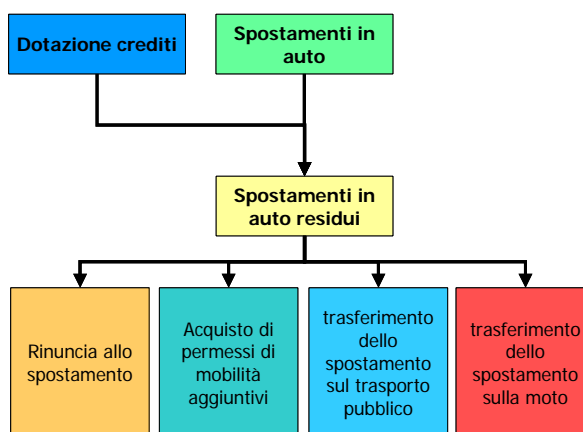 Dotazione crediti
Spostamenti in
auto
Spostamenti in
auto residui
Rinuncia allo
spostamento
Acquisto di
permessi di
mobilità
aggiuntivi
trasferimento
dello
spostamento
sul trasporto
pubblico
trasferimento
dello
spostamento
sulla moto